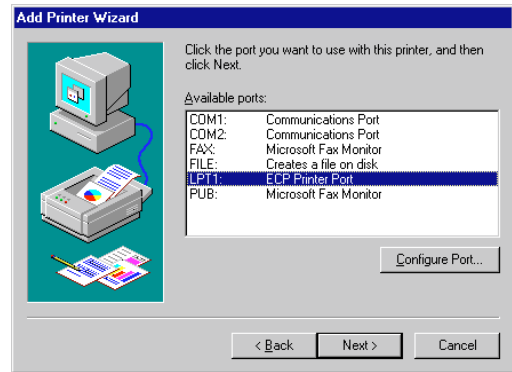 Add Printer Wizard
Click the port you want to use with this printer, and then
click Next.
Available ports:
COM1: Communications Port
COM2: Communications Port
FAX: Microsoft Fax Monitor
FILE: Creates a file on disk
LPT1: ECP Printer Port
PUB: Microsoft Fax Monitor
Configure Port...
< Back Next > Cancel